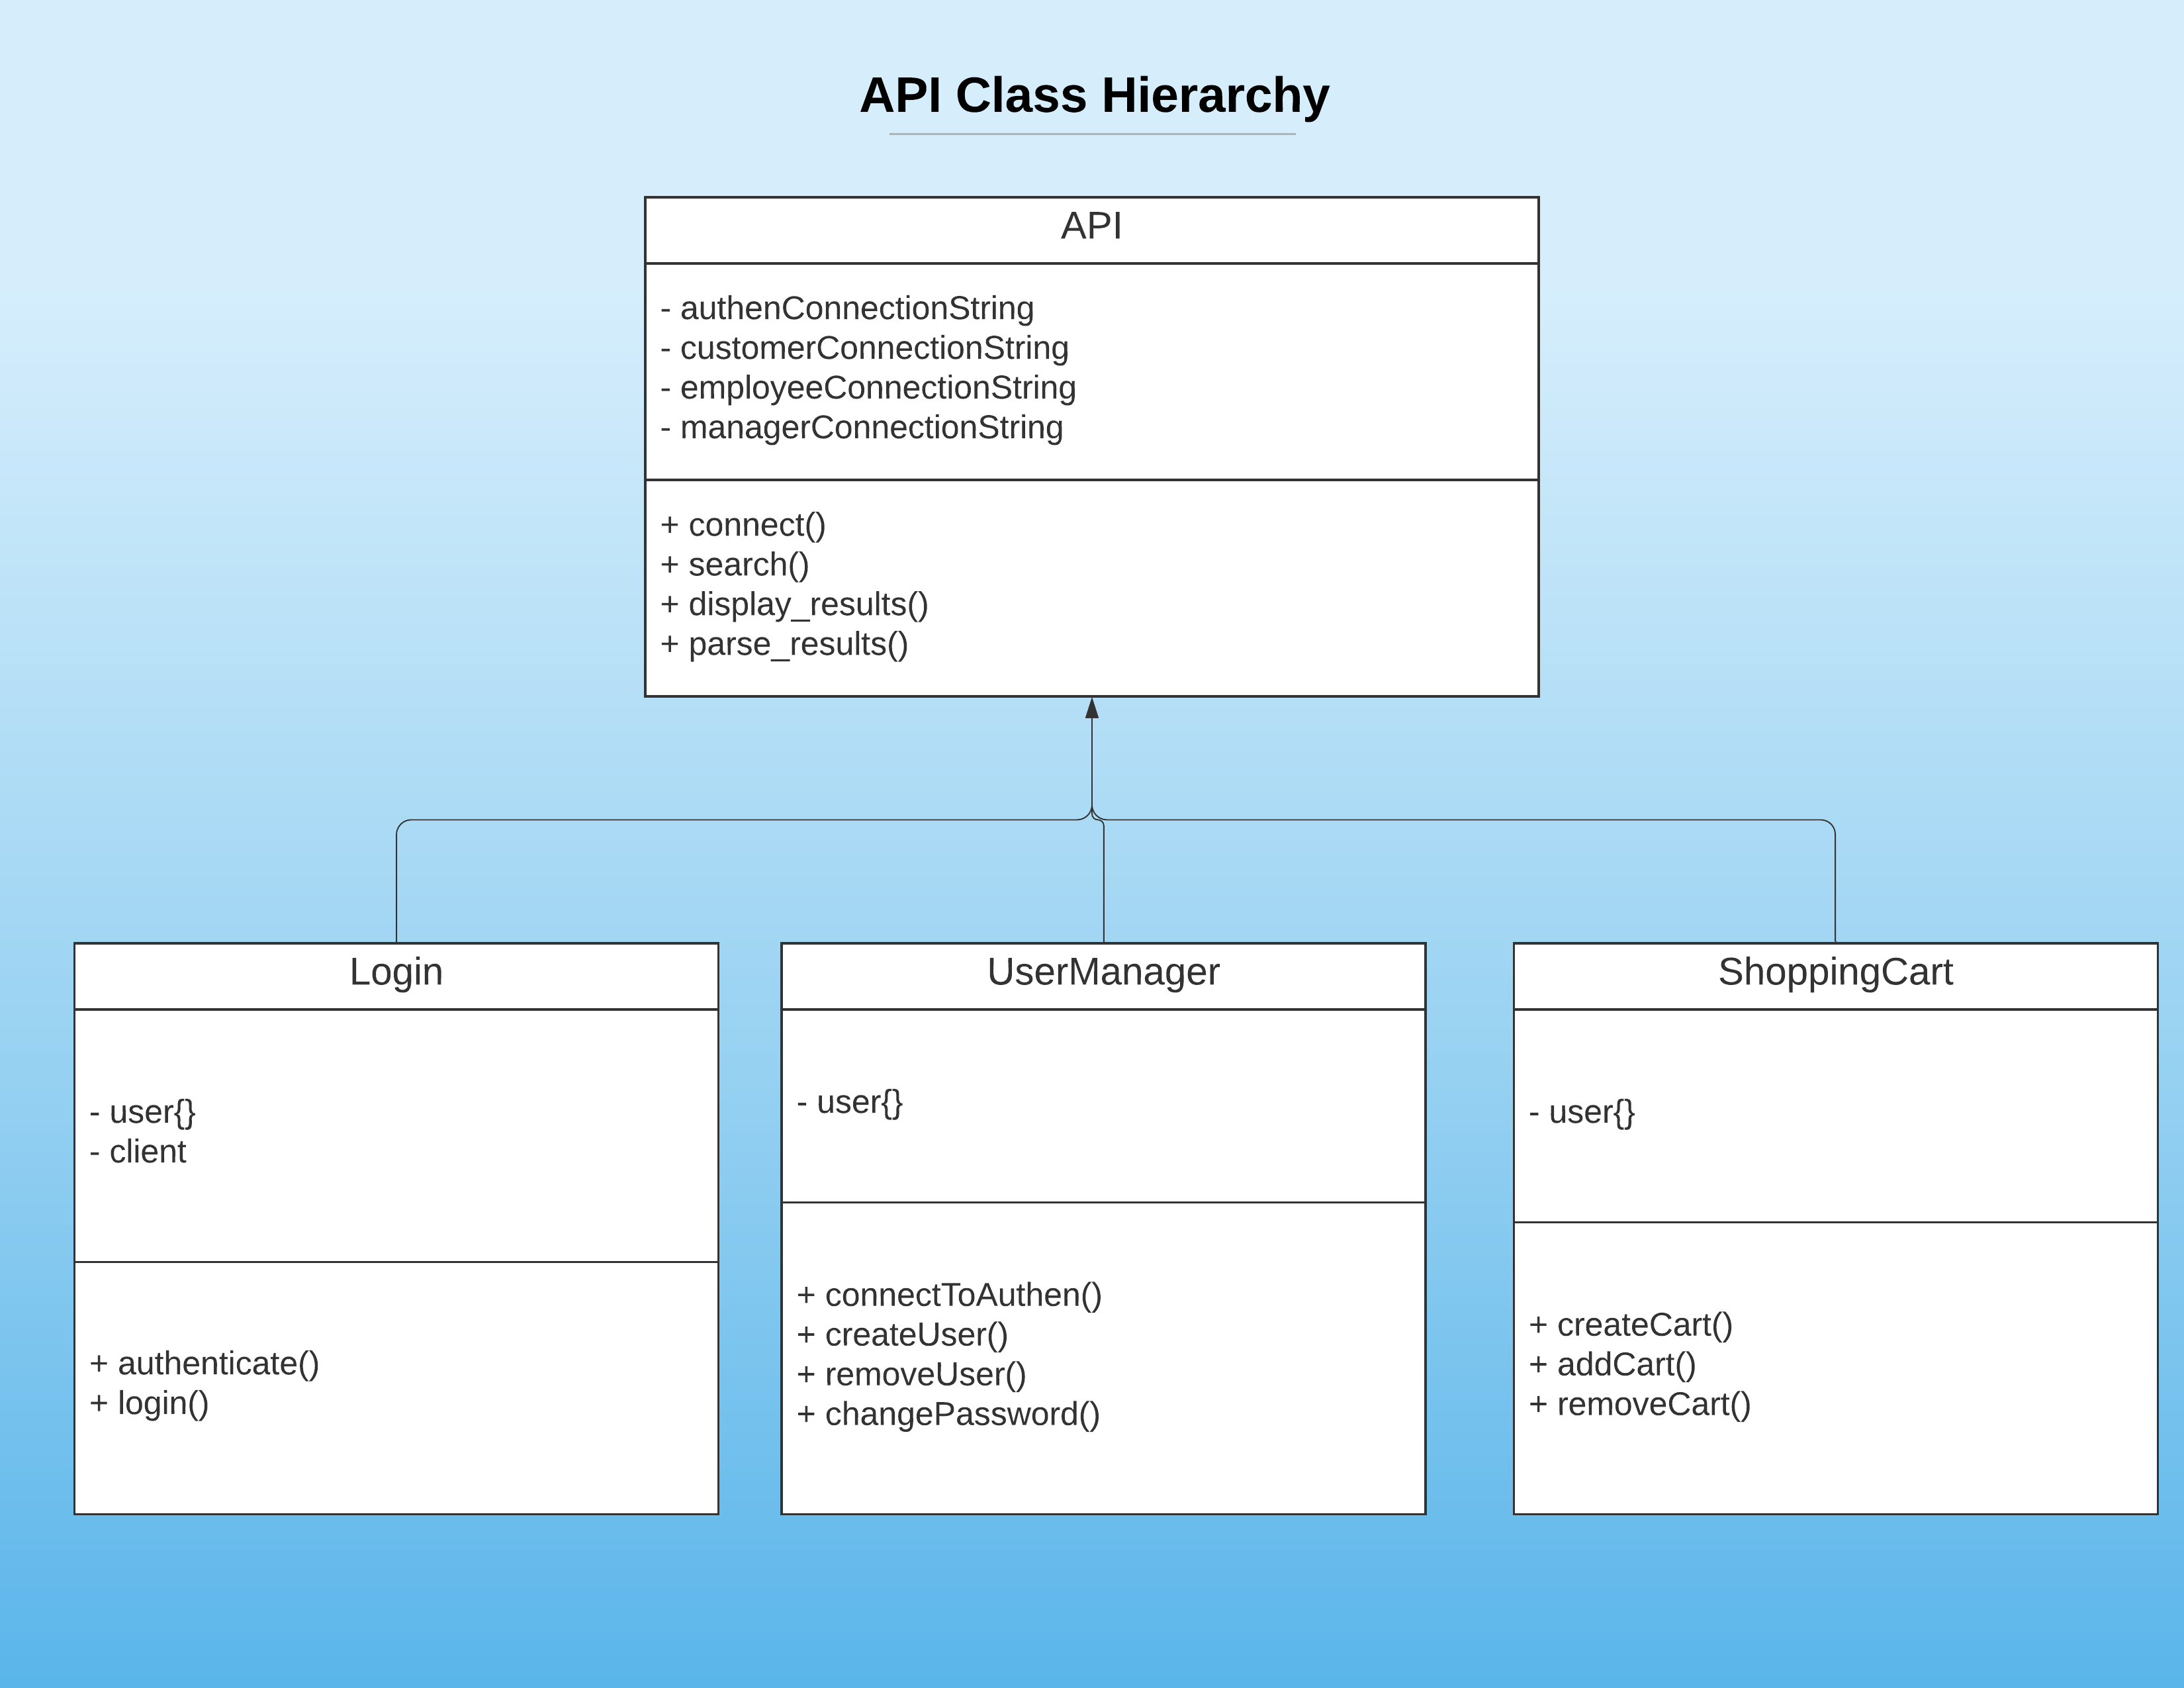 API Class Hierarchy
API
- authenConnectionString
- customerConnectionString
- employeeConnectionString
- managerConnectionString
+ connect()
+ search()
+ display_results()
+ parse_results()
Login
- user{}
- client
+ authenticate()
+ login()
UserManager
- user{}
+ connectToAuthen()
+ createUser()
+ removeUser()
+ changePassword()
ShoppingCart
- user{}
+ createCart()
+ addCart()
+ removeCart()